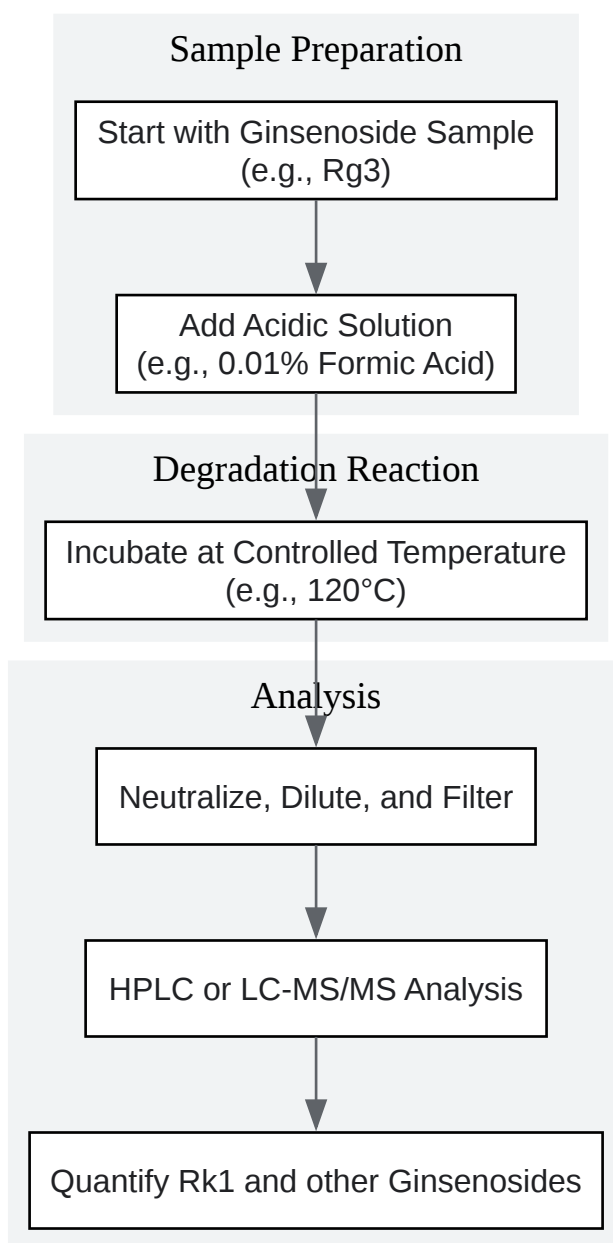 Sample Preparation
Start with Ginsenoside Sample
(e.g., Rg3)
Add Acidic Solution
(e.g., 0.01% Formic Acid)
Degradation Reaction
Incubate at Controlled Temperature
(e.g., 120°C)
Analysis
Neutralize, Dilute, and Filter
HPLC or LC-MS/MS Analysis
Quantify Rk1 and other Ginsenosides